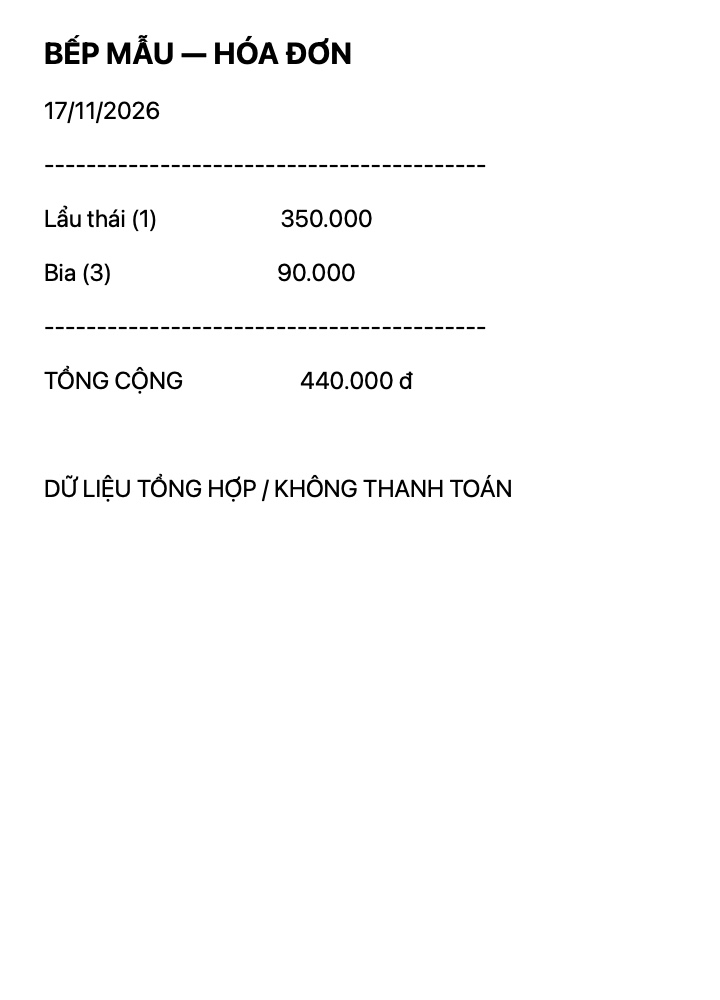 BẾP MẪU — HÓA ĐƠN
17/11/2026
------------------------------------------
Lẩu thái (1) 350.000
Bia (3) 90.000
------------------------------------------
TỔNG CỘNG 440.000 đ
DỮ LIỆU TỔNG HỢP / KHÔNG THANH TOÁN